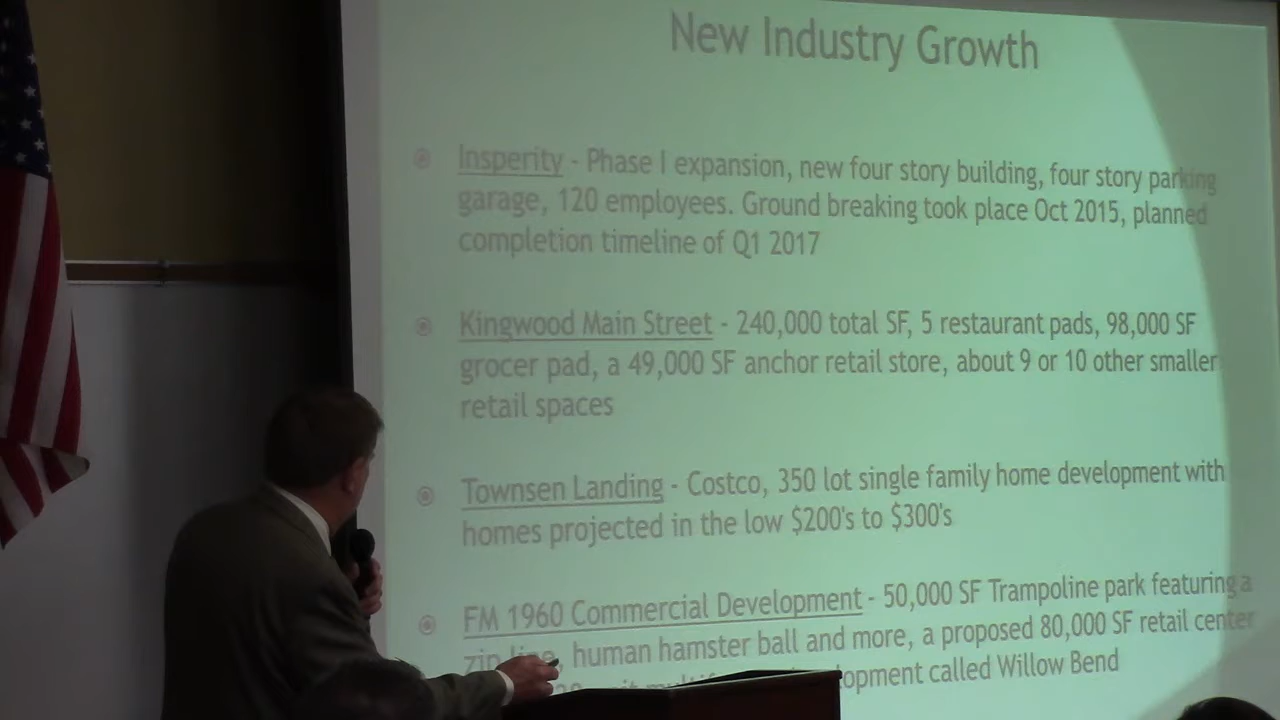 New Industry Growth
Insperity - Phase I expansion, new four story building, four story parking
garage, 120 employees. Ground breaking took place Oct 2015, planned
completion timeline of Q1 2017
Kingwood Main Street - 240,000 total SF, 5 restaurant pads, 98,000 SF
grocer pad, a 49,000 SF anchor retail store, about 9 or 10 other smaller
retail spaces
Townsen Landing - Costco, 350 lot single family home development with
homes projected in the low $200's to $300's
FM 1960 Commercial Development - 50,000 SF Trampoline park featuring a
zip line, human hamster ball and more, a proposed 80,000 SF retail center
called Willow Bend